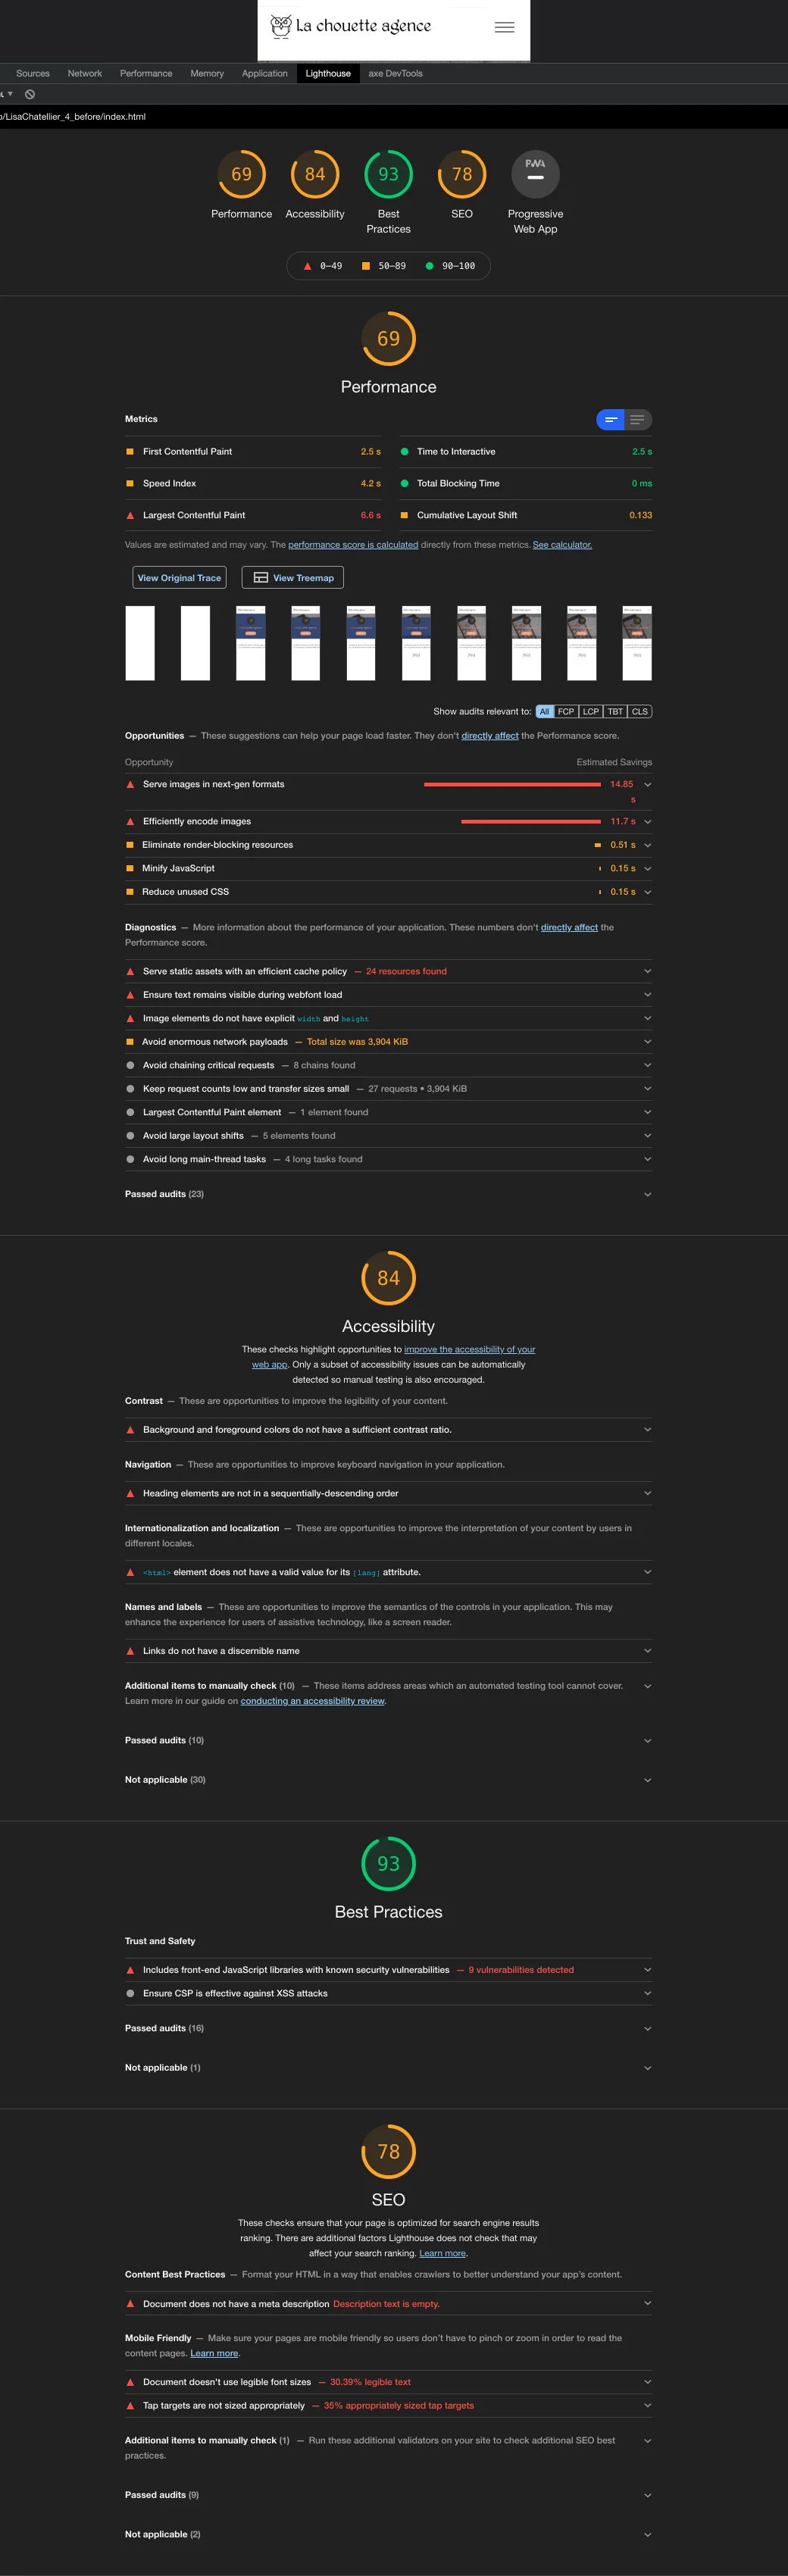 La chouette agence
Sources Network Performance Memory Application Lighthouse axe DevTools
/LisaChatellier_4_before/index.html
69 84 93 78 PWA
Performance Accessibility Best Practices SEO Progressive Web App
0–49 50–89 90–100
69
Performance
Metrics
First Contentful Paint 2.5 s
Time to Interactive 2.5 s
Speed Index 4.2 s
Total Blocking Time 0 ms
Largest Contentful Paint 6.6 s
Cumulative Layout Shift 0.133
Values are estimated and may vary. The performance score is calculated directly from these metrics. See calculator.
View Original Trace View Treemap
Show audits relevant to: All FCP LCP TBT CLS
Opportunities — These suggestions can help your page load faster. They don't directly affect the Performance score.
Opportunity Estimated Savings
Serve images in next-gen formats 14.85 s
Efficiently encode images 11.7 s
Eliminate render-blocking resources 0.51 s
Minify JavaScript 0.15 s
Reduce unused CSS 0.15 s
Diagnostics — More information about the performance of your application. These numbers don't directly affect the
Performance score.
Serve static assets with an efficient cache policy — 24 resources found
Ensure text remains visible during webfont load
Image elements do not have explicit width and height
Avoid enormous network payloads — Total size was 3,904 KiB
Avoid chaining critical requests — 8 chains found
Keep request counts low and transfer sizes small — 27 requests • 3,904 KiB
Largest Contentful Paint element — 1 element found
Avoid large layout shifts — 5 elements found
Avoid long main-thread tasks — 4 long tasks found
Passed audits (23)
84
Accessibility
These checks highlight opportunities to improve the accessibility of your
web app. Only a subset of accessibility issues can be automatically
detected so manual testing is also encouraged.
Contrast — These are opportunities to improve the legibility of your content.
Background and foreground colors do not have a sufficient contrast ratio.
Navigation — These are opportunities to improve keyboard navigation in your application.
Heading elements are not in a sequentially-descending order
Internationalization and localization — These are opportunities to improve the interpretation of your content by users in
different locales.
<html> element does not have a valid value for its [lang] attribute.
Names and labels — These are opportunities to improve the semantics of the controls in your application. This may
enhance the experience for users of assistive technology, like a screen reader.
Links do not have a discernible name
Additional items to manually check (10) — These items address areas which an automated testing tool cannot cover.
Learn more in our guide on conducting an accessibility review.
Passed audits (10)
Not applicable (30)
93
Best Practices
Trust and Safety
Includes front-end JavaScript libraries with known security vulnerabilities — 9 vulnerabilities detected
Ensure CSP is effective against XSS attacks
Passed audits (16)
Not applicable (1)
78
SEO
These checks ensure that your page is optimized for search engine results
ranking. There are additional factors Lighthouse does not check that may
affect your search ranking. Learn more.
Content Best Practices — Format your HTML in a way that enables crawlers to better understand your app's content.
Document does not have a meta description Description text is empty.
Mobile Friendly — Make sure your pages are mobile friendly so users don't have to pinch or zoom in order to read the
content pages. Learn more.
Document doesn't use legible font sizes — 30.39% legible text
Tap targets are not sized appropriately — 35% appropriately sized tap targets
Additional items to manually check (1) — Run these additional validators on your site to check additional SEO best
practices.
Passed audits (9)
Not applicable (2)